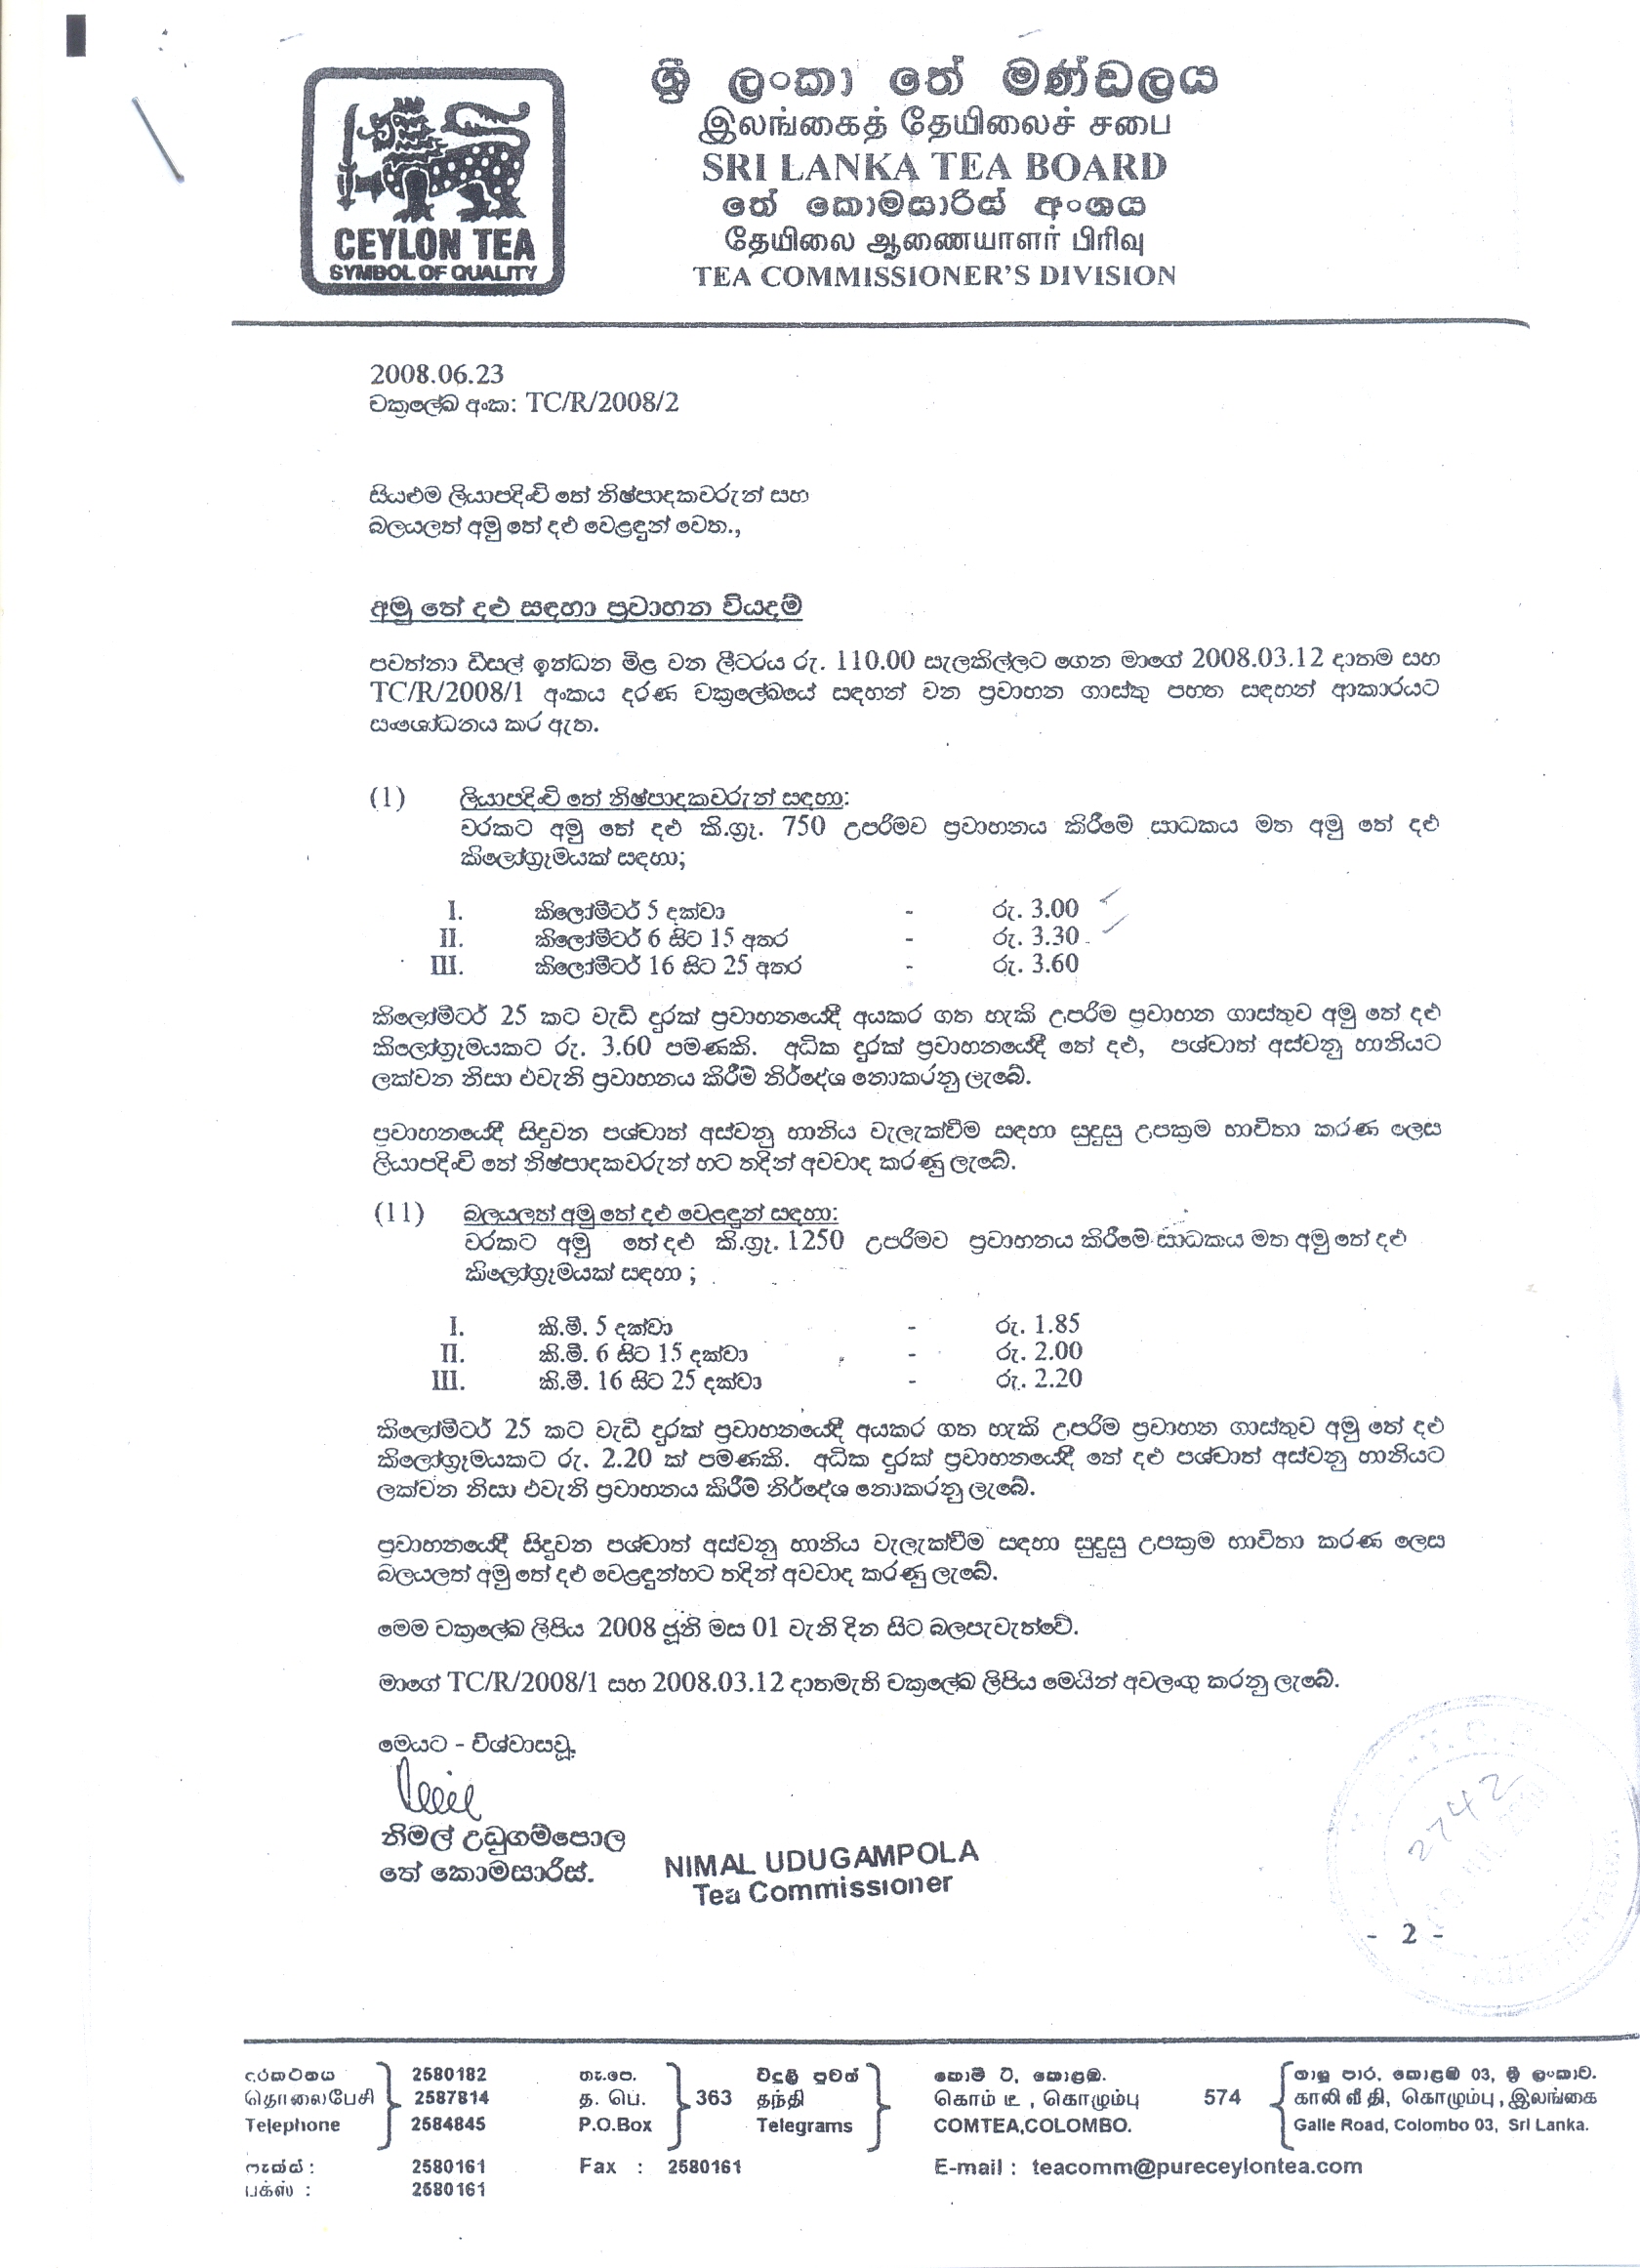 CEYLON TEA
SYMBOL OF QUALITY
ශ්‍රී ලංකා තේ මණ්ඩලය
இலங்கைத் தேயிலைச் சபை
SRI LANKA TEA BOARD
තේ කොමසාරිස් අංශය
தேயிலை ஆணையாளர் பிரிவு
TEA COMMISSIONER'S DIVISION
2008.06.23
චක්‍රලේඛ අංක: TC/R/2008/2
සියළුම ලියාපදිංචි තේ නිෂ්පාදකවරුන් සහ
බලයලත් අමු තේ දළු වෙළඳුන් වෙත.,
අමු තේ දළු සඳහා ප්‍රවාහන වියදම්
පවත්නා ඩීසල් ඉන්ධන මිළ වන ලීටරය රු. 110.00 සැලකිල්ලට ගෙන මාගේ 2008.03.12 දාතම සහ
TC/R/2008/1 අංකය දරණ චක්‍රලේඛයේ සඳහන් වන ප්‍රවාහන ගාස්තු පහත සඳහන් ආකාරයට
සංශෝධනය කර ඇත.
(1) ලියාපදිංචි තේ නිෂ්පාදකවරුන් සඳහා:
වරකට අමු තේ දළු කි.ග්‍රෑ. 750 උපරිමව ප්‍රවාහනය කිරීමේ සාධකය මත අමු තේ දළු
කිලෝග්‍රෑමයක් සඳහා;
I. කිලෝමීටර් 5 දක්වා - රු. 3.00
II. කිලෝමීටර් 6 සිට 15 අතර - රු. 3.30
III. කිලෝමීටර් 16 සිට 25 අතර - රු. 3.60
කිලෝමීටර් 25 කට වැඩි දුරක් ප්‍රවාහනයේදී අයකර ගත හැකි උපරිම ප්‍රවාහන ගාස්තුව අමු තේ දළු
කිලෝග්‍රෑමයකට රු. 3.60 පමණකි. අධික දුරක් ප්‍රවාහනයේදී තේ දළු, පශ්චාත් අස්වනු හානියට
ලක්වන නිසා එවැනි ප්‍රවාහනය කිරීම් නිර්දේශ නොකරනු ලැබේ.
ප්‍රවාහනයේදී සිදුවන පශ්චාත් අස්වනු හානිය වැලැක්වීම සඳහා සුදුසු උපක්‍රම භාවිතා කරණ ලෙස
ලියාපදිංචි තේ නිෂ්පාදකවරුන් හට තදින් අවවාද කරණු ලැබේ.
(11) බලයලත් අමු තේ දළු වෙළඳුන් සඳහා:
වරකට අමු තේ දළු කි.ග්‍රෑ. 1250 උපරිමව ප්‍රවාහනය කිරීමේ සාධකය මත අමු තේ දළු
කිලෝග්‍රෑමයක් සඳහා ;
I. කි.මී. 5 දක්වා - රු. 1.85
II. කි.මී. 6 සිට 15 දක්වා - රු. 2.00
III. කි.මී. 16 සිට 25 දක්වා - රු. 2.20
කිලෝමීටර් 25 කට වැඩි දුරක් ප්‍රවාහනයේදී අයකර ගත හැකි උපරිම ප්‍රවාහන ගාස්තුව අමු තේ දළු
කිලෝග්‍රෑමයකට රු. 2.20 ක් පමණකි. අධික දුරක් ප්‍රවාහනයේදී තේ දළු පශ්චාත් අස්වනු හානියට
ලක්වන නිසා එවැනි ප්‍රවාහනය කිරීම් නිර්දේශ නොකරනු ලැබේ.
ප්‍රවාහනයේදී සිදුවන පශ්චාත් අස්වනු හානිය වැලැක්වීම සඳහා සුදුසු උපක්‍රම භාවිතා කරණ ලෙස
බලයලත් අමු තේ දළු වෙළඳුන්හට තදින් අවවාද කරණු ලැබේ.
මෙම චක්‍රලේඛ ලිපිය 2008 ජූනි මස 01 වැනි දින සිට බලපැවැත්වේ.
මාගේ TC/R/2008/1 සහ 2008.03.12 දාතමැති චක්‍රලේඛ ලිපිය මෙයින් අවලංගු කරනු ලැබේ.
මෙයට - විශ්වාසවූ,
නිමල් උඩුගම්පොල
තේ කොමසාරිස්.
NIMAL UDUGAMPOLA
Tea Commissioner
2742
- 2 -
දුරකථනය 2580182 තැ.පෙ. විදුලි පුවත් කොම් ටී, කොළඹ. ගාලු පාර, කොළඹ 03, ශ්‍රී ලංකාව.
தொலைபேசி 2587814 த. பெ. 363 தந்தி கொம் டீ , கொழும்பு 574 காலி வீதி, கொழும்பு, இலங்கை
Telephone 2584845 P.O.Box Telegrams COMTEA,COLOMBO. Galle Road, Colombo 03, Sri Lanka.
ෆැක්ස් : 2580161 Fax : 2580161 E-mail : teacomm@pureceylontea.com
பக்ஸ் : 2580161